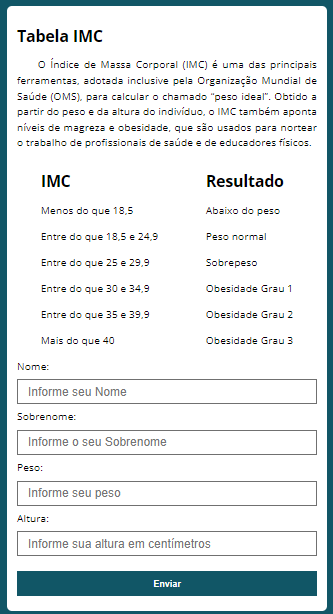 Tabela IMC
O Índice de Massa Corporal (IMC) é uma das principais
ferramentas, adotada inclusive pela Organização Mundial de
Saúde (OMS), para calcular o chamado “peso ideal”. Obtido a
partir do peso e da altura do indivíduo, o IMC também aponta
níveis de magreza e obesidade, que são usados para nortear
o trabalho de profissionais de saúde e de educadores físicos.
IMC Resultado
Menos do que 18,5 Abaixo do peso
Entre do que 18,5 e 24,9 Peso normal
Entre do que 25 e 29,9 Sobrepeso
Entre do que 30 e 34,9 Obesidade Grau 1
Entre do que 35 e 39,9 Obesidade Grau 2
Mais do que 40 Obesidade Grau 3
Nome:
Informe seu Nome
Sobrenome:
Informe o seu Sobrenome
Peso:
Informe seu peso
Altura:
Informe sua altura em centímetros
Enviar